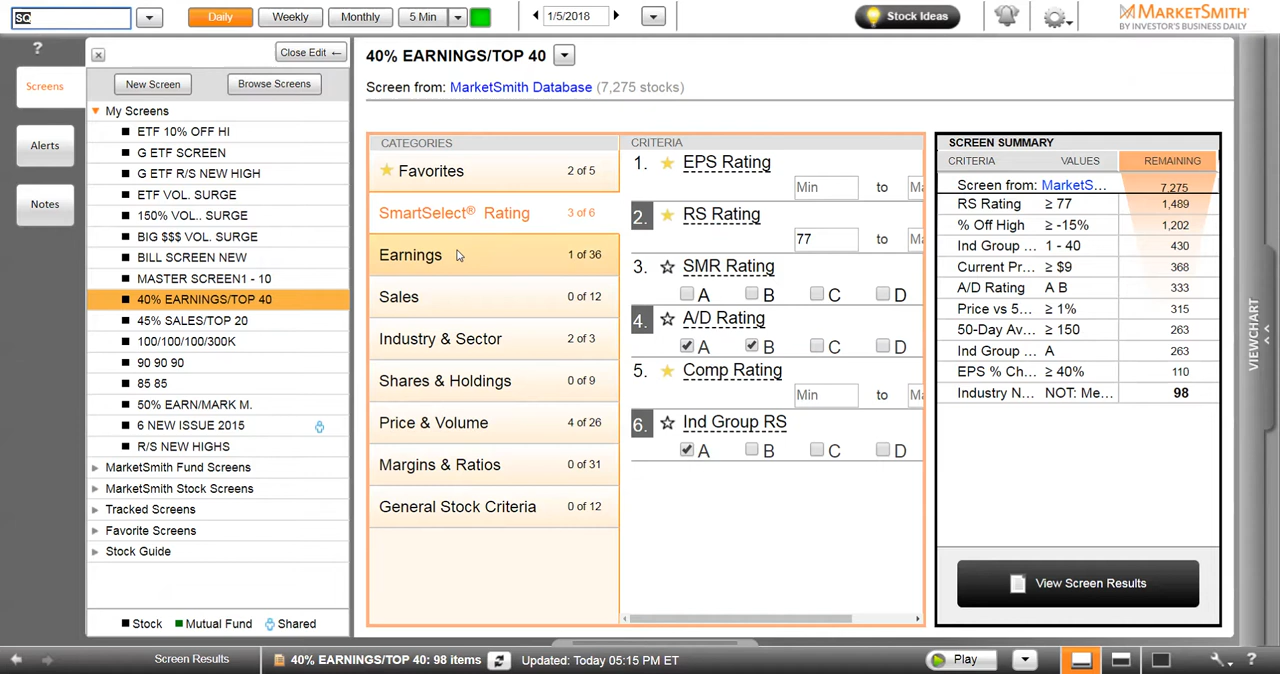 SQ
Daily
Weekly
Monthly
5 Min
1/5/2018
Stock Ideas
MARKETSMITH
BY INVESTOR'S BUSINESS DAILY
?
Screens
Alerts
Notes
x
Close Edit ←
New Screen
Browse Screens
My Screens
ETF 10% OFF HI
G ETF SCREEN
G ETF R/S NEW HIGH
ETF VOL. SURGE
150% VOL.. SURGE
BIG $$$ VOL. SURGE
BILL SCREEN NEW
MASTER SCREEN1 - 10
40% EARNINGS/TOP 40
45% SALES/TOP 20
100/100/100/300K
90 90 90
85 85
50% EARN/MARK M.
6 NEW ISSUE 2015
R/S NEW HIGHS
MarketSmith Fund Screens
MarketSmith Stock Screens
Tracked Screens
Favorite Screens
Stock Guide
Stock
Mutual Fund
Shared
40% EARNINGS/TOP 40
Screen from: MarketSmith Database (7,275 stocks)
CATEGORIES
Favorites 2 of 5
SmartSelect® Rating 3 of 6
Earnings 1 of 36
Sales 0 of 12
Industry & Sector 2 of 3
Shares & Holdings 0 of 9
Price & Volume 4 of 26
Margins & Ratios 0 of 31
General Stock Criteria 0 of 12
CRITERIA
1. EPS Rating
Min to Ma
2. RS Rating
77 to Ma
3. SMR Rating
A B C D
4. A/D Rating
A B C D
5. Comp Rating
Min to Ma
6. Ind Group RS
A B C D
SCREEN SUMMARY
CRITERIA VALUES REMAINING
Screen from: MarketS... 7,275
RS Rating ≥ 77 1,489
% Off High ≥ -15% 1,202
Ind Group ... 1 - 40 430
Current Pr... ≥ $9 368
A/D Rating A B 333
Price vs 5... ≥ 1% 315
50-Day Av... ≥ 150 263
Ind Group ... A 263
EPS % Ch... ≥ 40% 110
Industry N... NOT: Me... 98
View Screen Results
VIEWCHART
Screen Results
40% EARNINGS/TOP 40: 98 items
Updated: Today 05:15 PM ET
Play
?